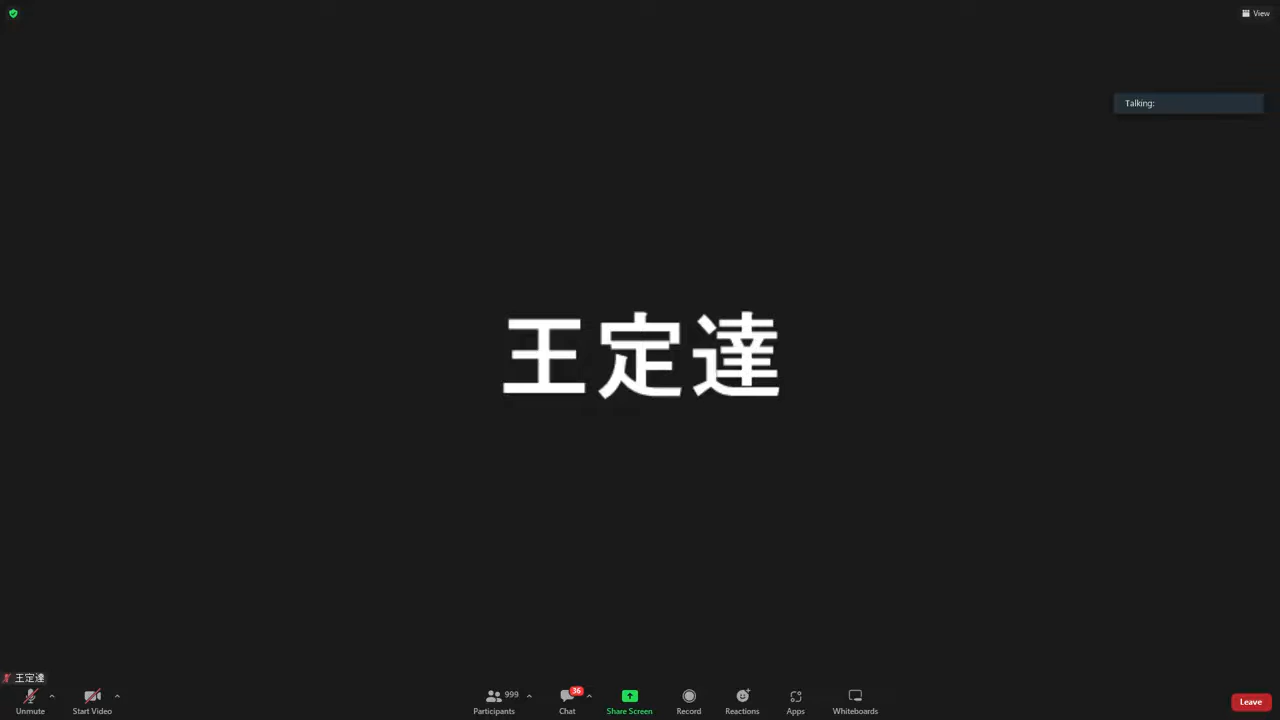 View
Talking:
王定達
王定達
Unmute
Start Video
999
Participants
36
Chat
Share Screen
Record
Reactions
Apps
Whiteboards
Leave